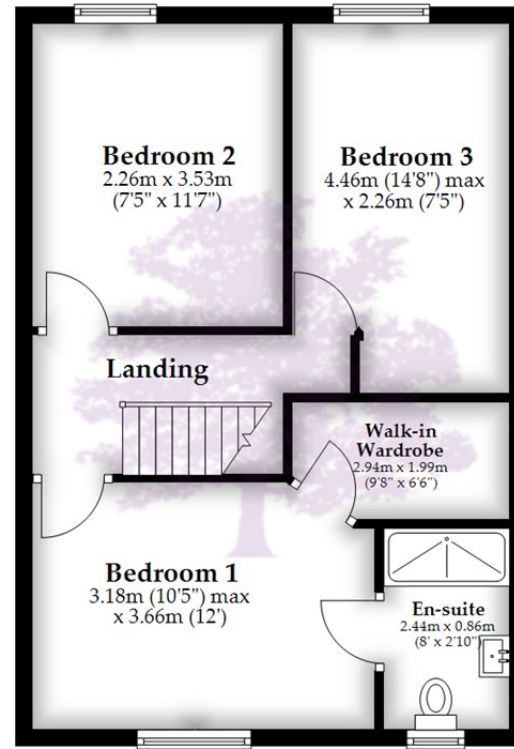 Bedroom 2
2.26m x 3.53m
(7'5" x 11'7")
Bedroom 3
4.46m (14'8") max
x 2.26m (7'5")
Landing
Walk-in
Wardrobe
2.94m x 1.99m
(9'8" x 6'6")
Bedroom 1
3.18m (10'5") max
x 3.66m (12')
En-suite
2.44m x 0.86m
(8' x 2'10")